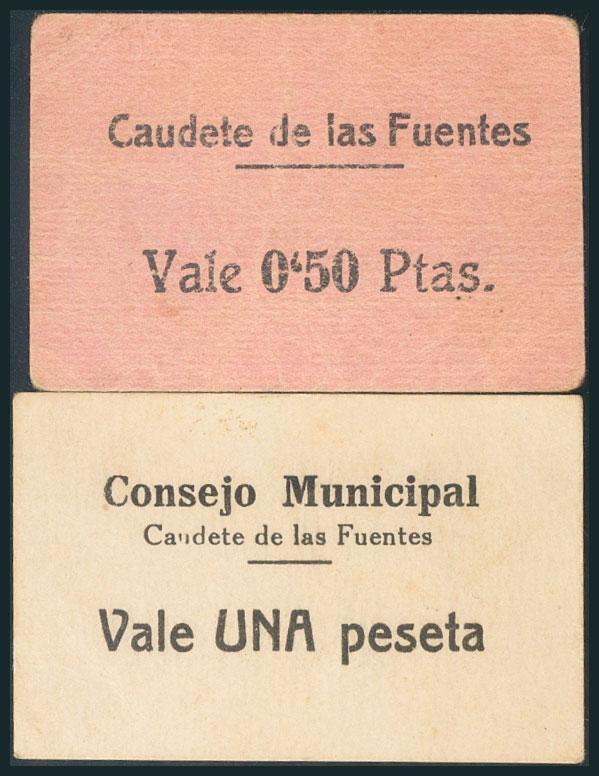 Caudete de las Fuentes
Vale 0'50 Ptas.
Consejo Municipal
Caudete de las Fuentes
Vale UNA peseta